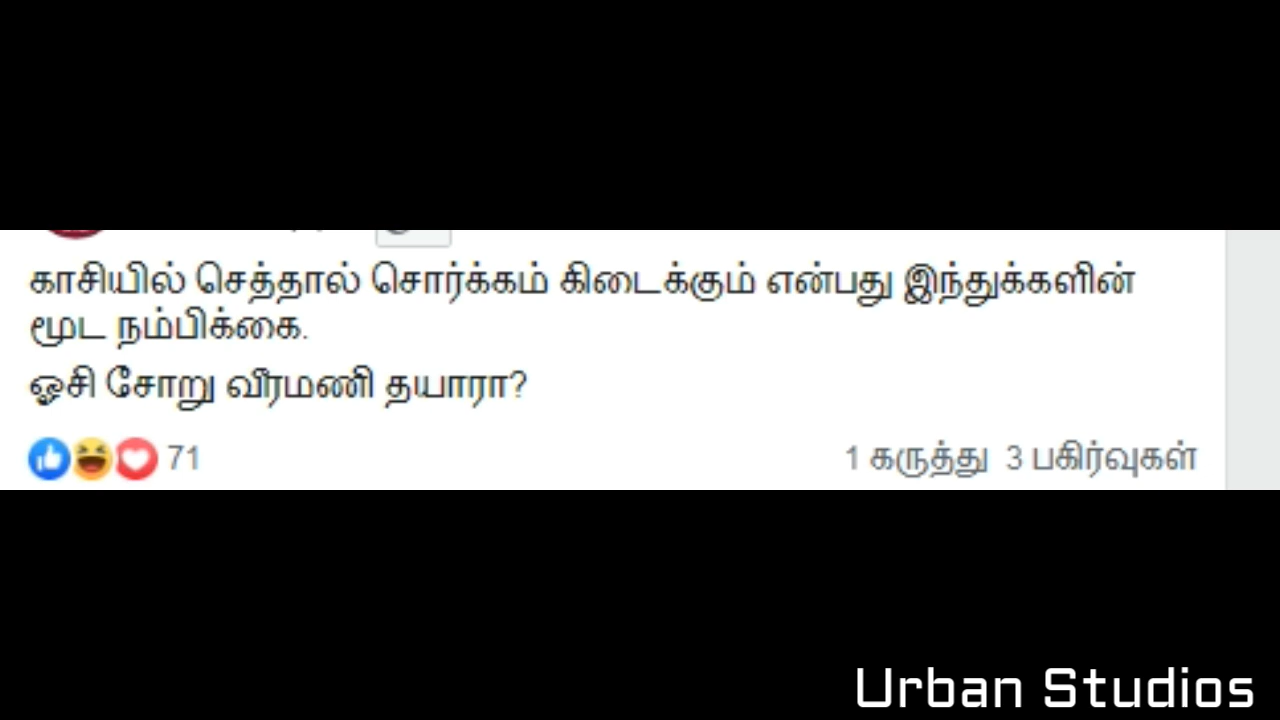 காசியில் செத்தால் சொர்க்கம் கிடைக்கும் என்பது இந்துக்களின்
மூட நம்பிக்கை.
ஓசி சோறு வீரமணி தயாரா?
71 1 கருத்து 3 பகிர்வுகள்
Urban Studios